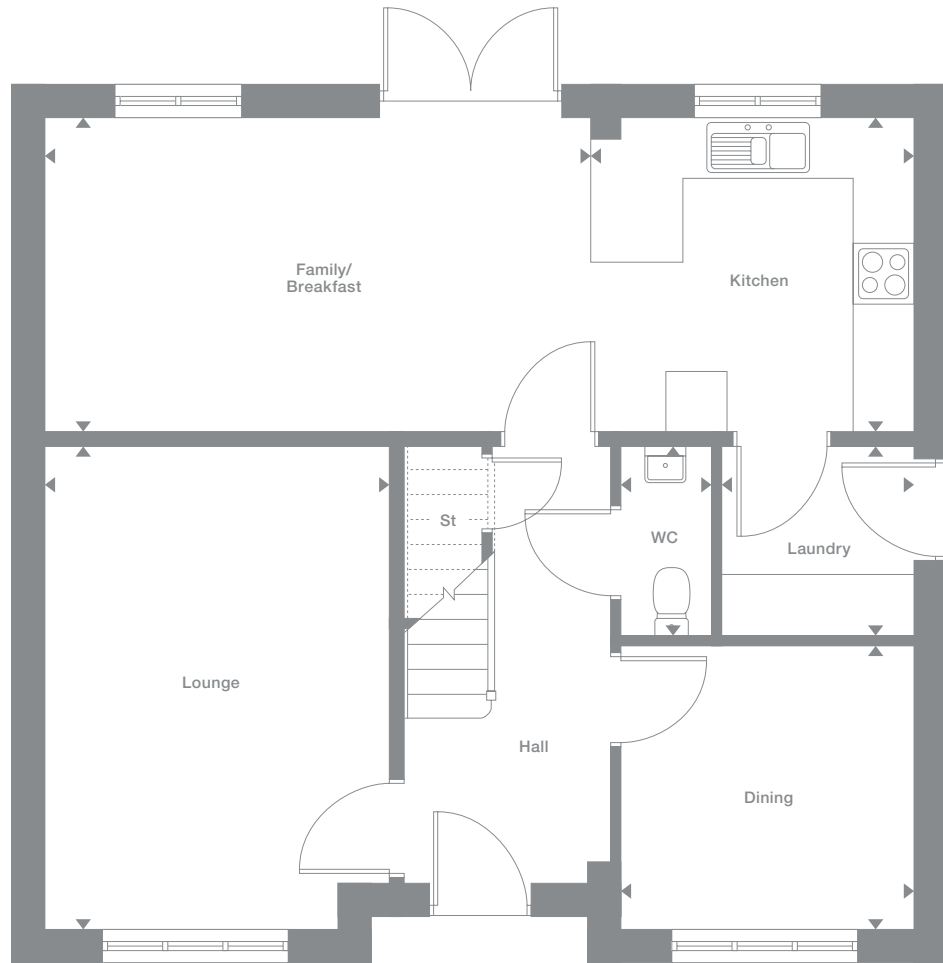 Family/
Breakfast
Kitchen
St
WC
Laundry
Lounge
Hall
Dining